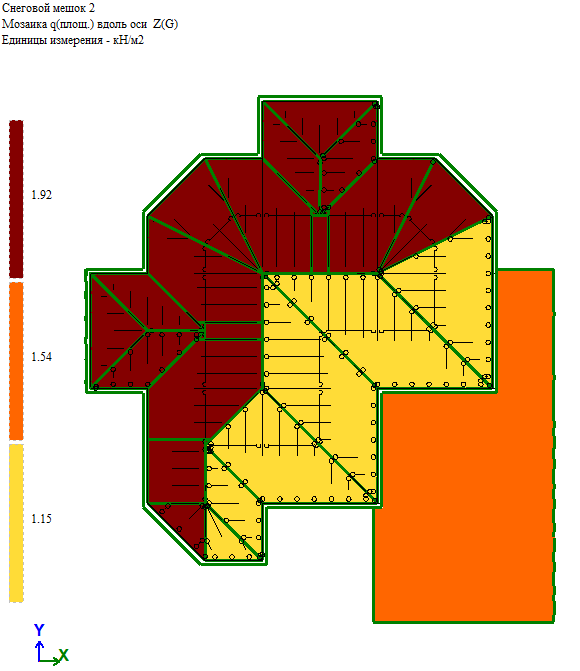 Снеговой мешок 2
Мозаика q(площ.) вдоль оси Z(G)
Единицы измерения - кН/м2
1.92
1.54
1.15
Y
X